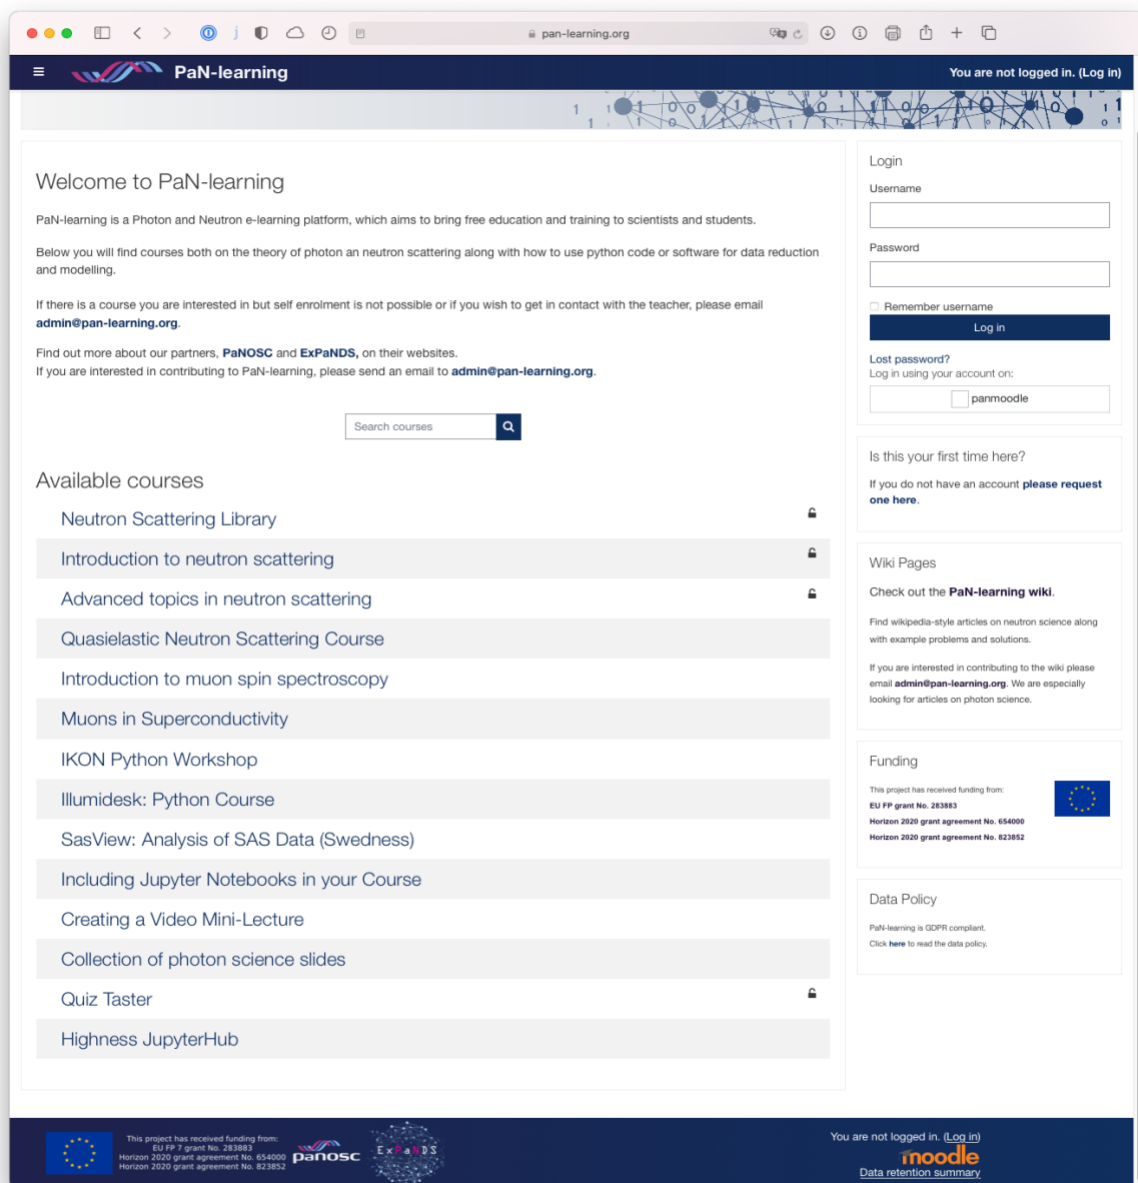 pan-learning.org
PaN-learning
You are not logged in. (Log in)
Welcome to PaN-learning
PaN-learning is a Photon and Neutron e-learning platform, which aims to bring free education and training to scientists and students.
Below you will find courses both on the theory of photon an neutron scattering along with how to use python code or software for data reduction
and modelling.
If there is a course you are interested in but self enrolment is not possible or if you wish to get in contact with the teacher, please email
admin@pan-learning.org.
Find out more about our partners, PaNOSC and ExPaNDS, on their websites.
If you are interested in contributing to PaN-learning, please send an email to admin@pan-learning.org.
Search courses
Available courses
Neutron Scattering Library
Introduction to neutron scattering
Advanced topics in neutron scattering
Quasielastic Neutron Scattering Course
Introduction to muon spin spectroscopy
Muons in Superconductivity
IKON Python Workshop
Illumidesk: Python Course
SasView: Analysis of SAS Data (Swedness)
Including Jupyter Notebooks in your Course
Creating a Video Mini-Lecture
Collection of photon science slides
Quiz Taster
Highness JupyterHub
Login
Username
Password
Remember username
Log in
Lost password?
Log in using your account on:
panmoodle
Is this your first time here?
If you do not have an account please request
one here.
Wiki Pages
Check out the PaN-learning wiki.
Find wikipedia-style articles on neutron science along
with example problems and solutions.
If you are interested in contributing to the wiki please
email admin@pan-learning.org. We are especially
looking for articles on photon science.
Funding
This project has received funding from:
EU FP grant No. 283883
Horizon 2020 grant agreement No. 654000
Horizon 2020 grant agreement No. 823852
Data Policy
PaN-learning is GDPR compliant.
Click here to read the data policy.
This project has received funding from:
EU FP 7 grant No. 283883
Horizon 2020 grant agreement No. 654000
Horizon 2020 grant agreement No. 823852
panosc
ExPaNDS
You are not logged in. (Log in)
moodle
Data retention summary